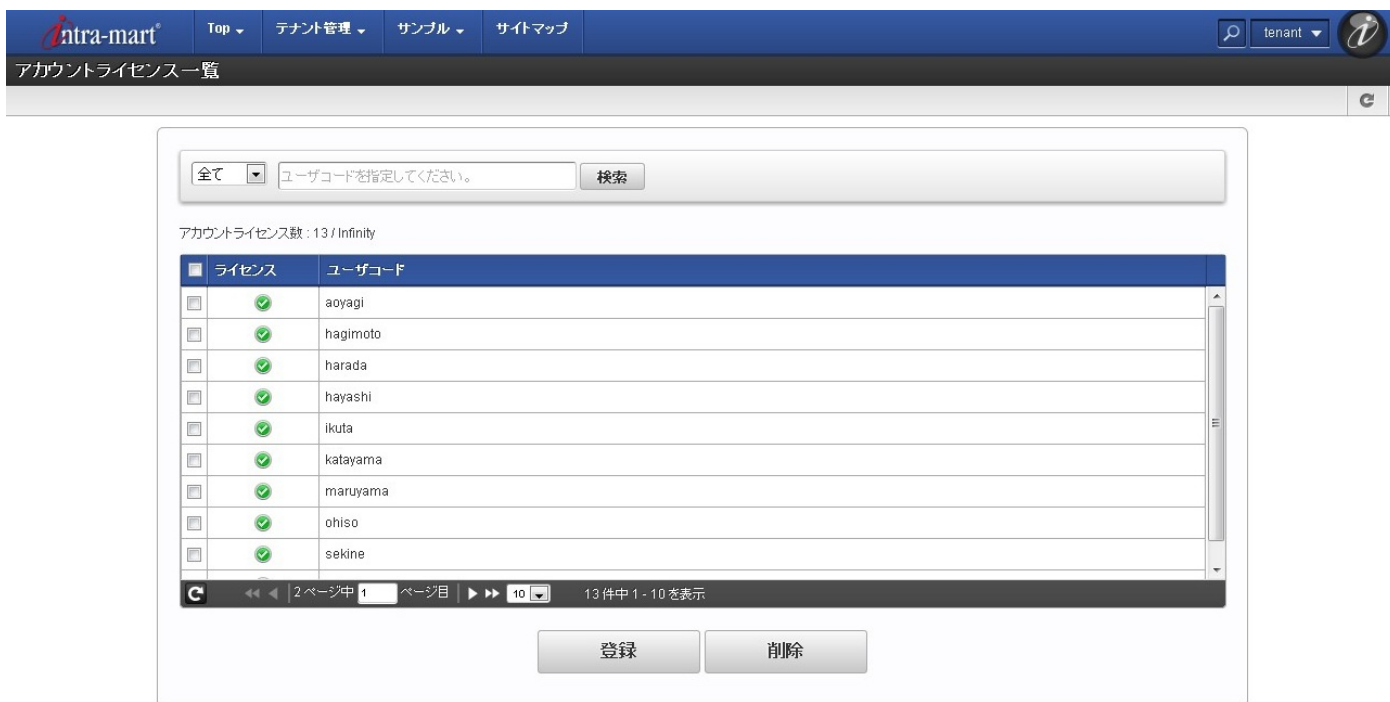 intra-mart® Top テナント管理 サンプル サイトマップ tenant
アカウントライセンス一覧
全て ユーザコードを指定してください。 検索
アカウントライセンス数 : 13 / Infinity
ライセンス ユーザコード
aoyagi
hagimoto
harada
hayashi
ikuta
katayama
maruyama
ohiso
sekine
2 ページ中 1 ページ目 10 13 件中 1 - 10 を表示
登録 削除